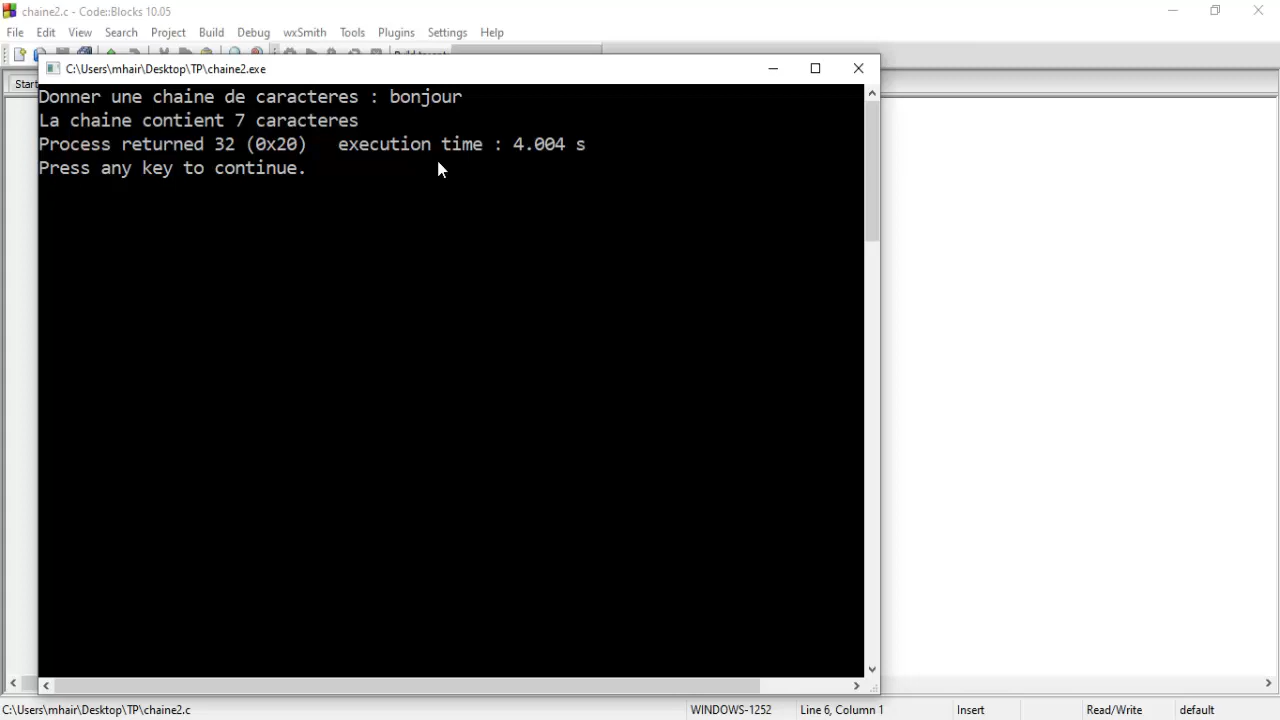 chaine2.c - Code::Blocks 10.05
File Edit View Search Project Build Debug wxSmith Tools Plugins Settings Help
C:\Users\mhair\Desktop\TP\chaine2.exe
Start
Donner une chaine de caracteres : bonjour
La chaine contient 7 caracteres
Process returned 32 (0x20)   execution time : 4.004 s
Press any key to continue.
C:\Users\mhair\Desktop\TP\chaine2.c WINDOWS-1252 Line 6, Column 1 Insert Read/Write default